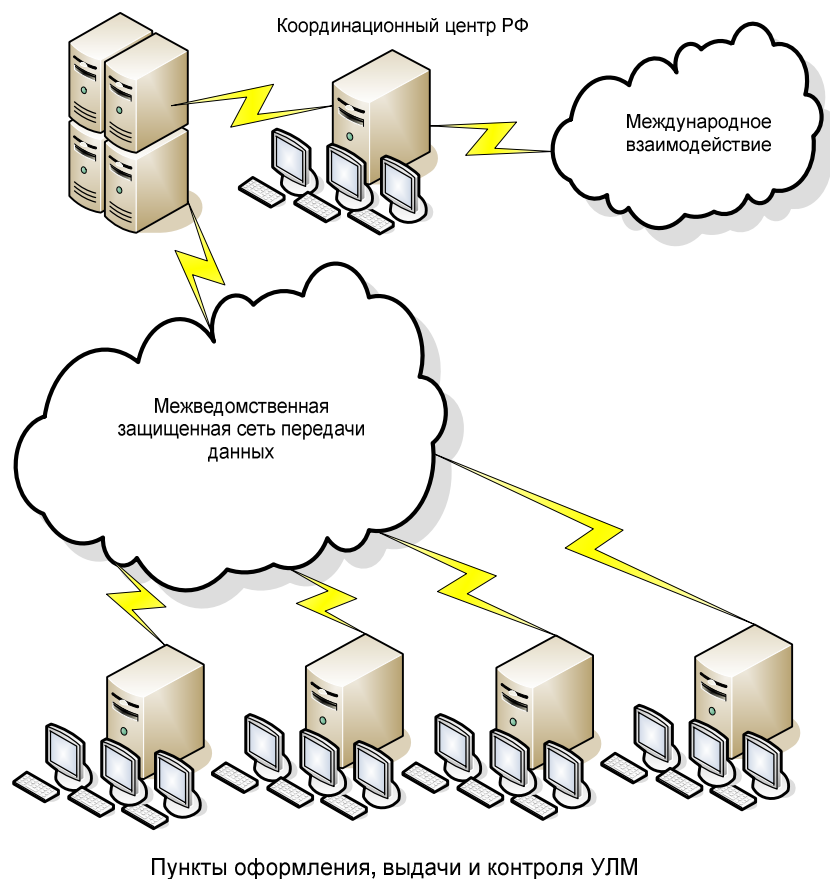 Координационный центр РФ
Международное
взаимодействие
Межведомственная
защищенная сеть передачи
данных
Пункты оформления, выдачи и контроля УЛМ